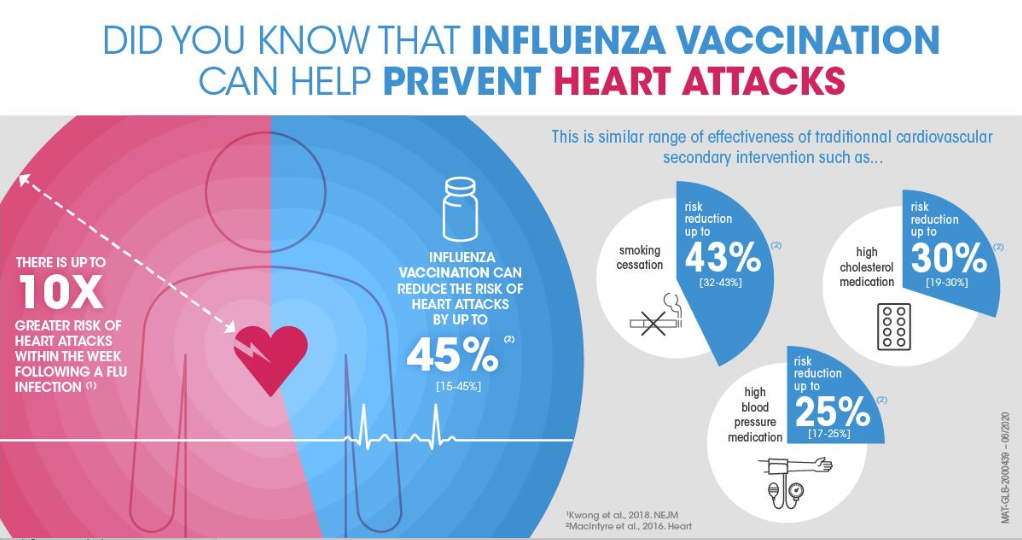 DID YOU KNOW THAT INFLUENZA VACCINATION
CAN HELP PREVENT HEART ATTACKS
THERE IS UP TO
10X
GREATER RISK OF
HEART ATTACKS
WITHIN THE WEEK
FOLLOWING A FLU
INFECTION (1)
INFLUENZA
VACCINATION CAN
REDUCE THE RISK OF
HEART ATTACKS
BY UP TO
45% (2)
[15-45%]
This is similar range of effectiveness of traditionnal cardiovascular
secondary intervention such as...
smoking
cessation
risk
reduction
up to
43% (2)
[32-43%]
high
cholesterol
medication
risk
reduction
up to
30% (2)
[19-30%]
high
blood
pressure
medication
risk
reduction
up to
25% (2)
[17-25%]
¹Kwong et al., 2018. NEJM
²MacIntyre et al., 2016. Heart
MAT-GLB-2000439 – 06/2020